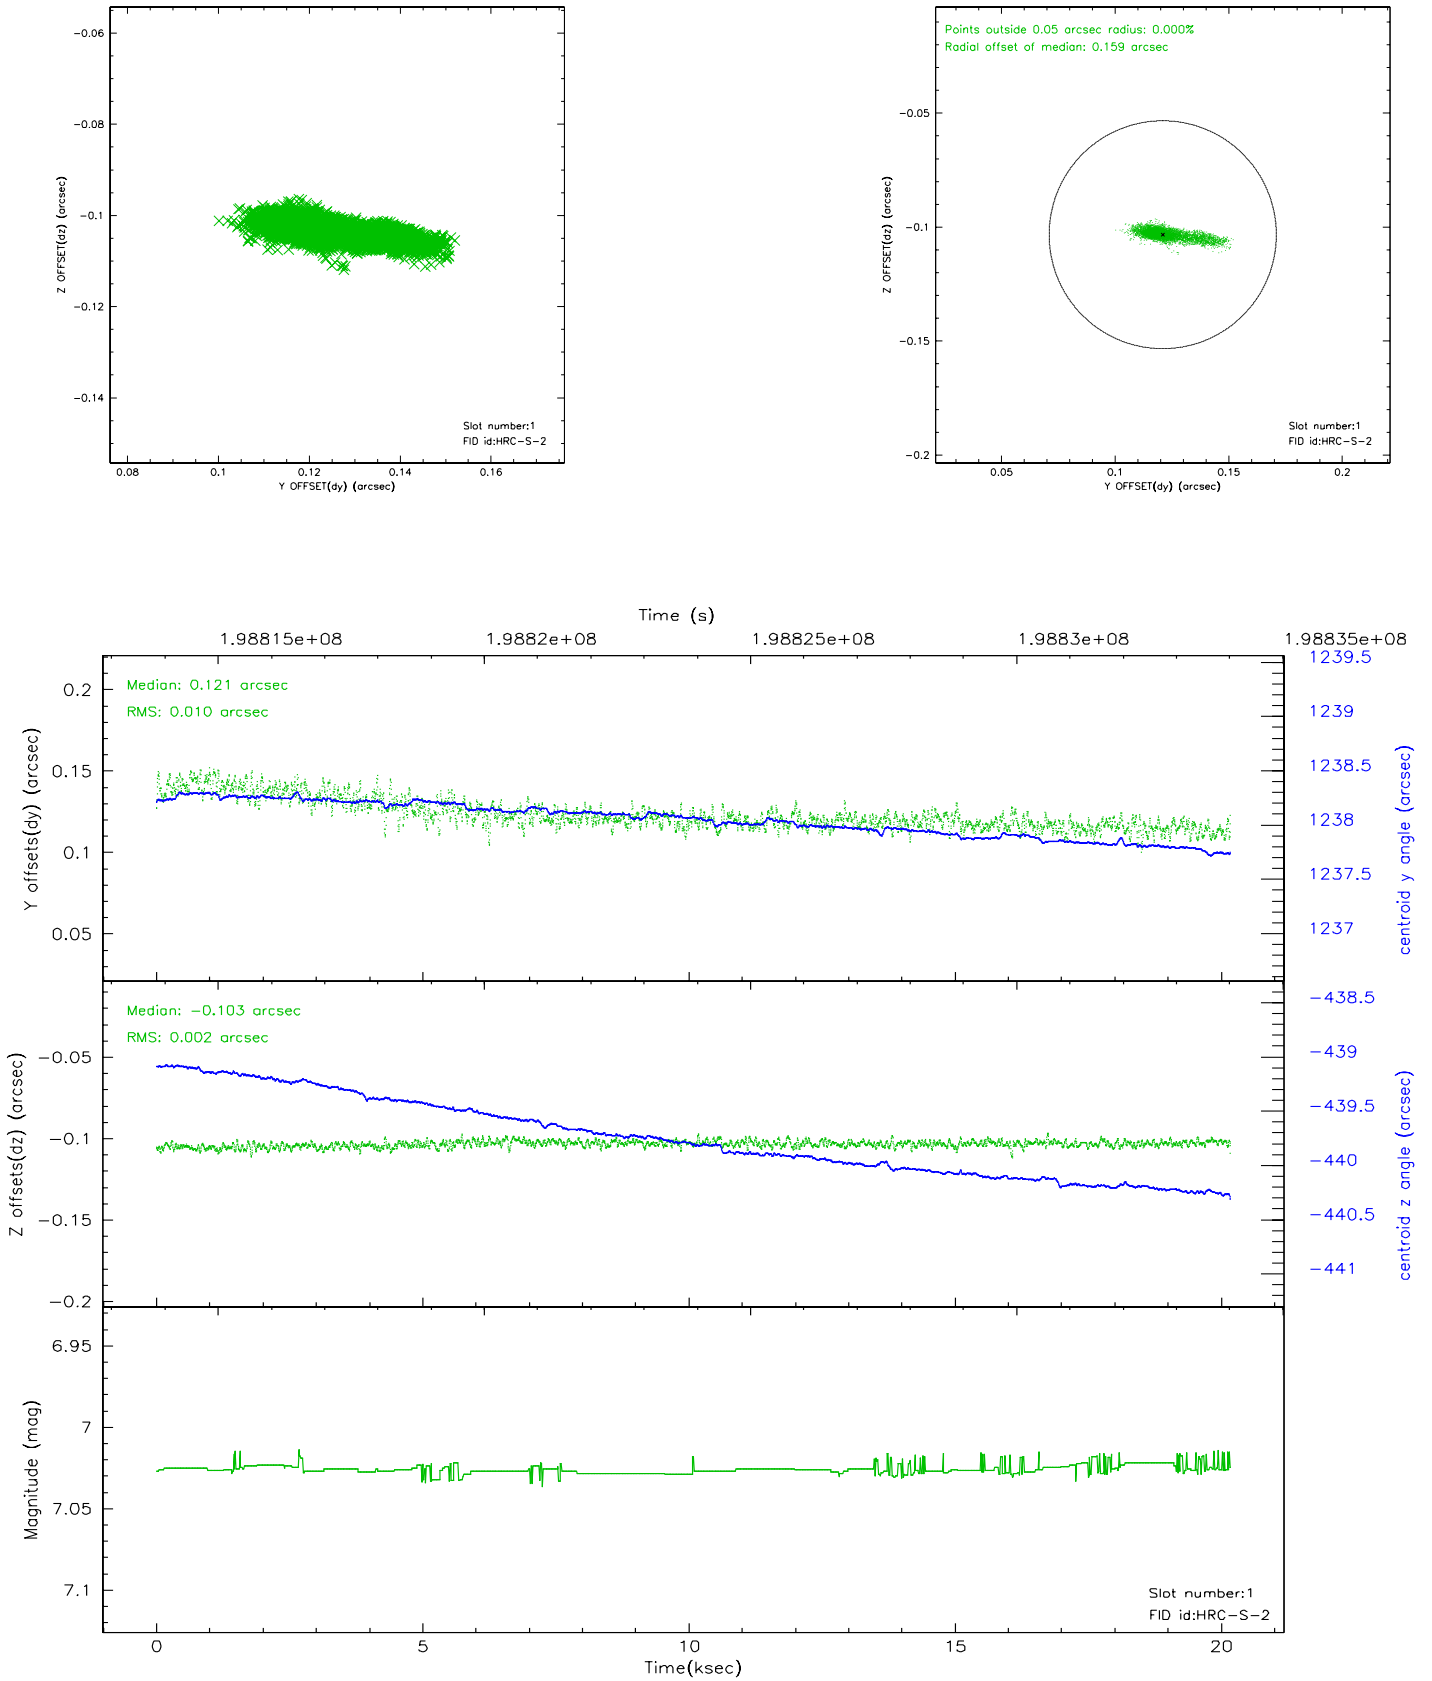 −0.06
−0.08
−0.1
−0.12
−0.14
Z OFFSET(dz) (arcsec)
Slot number:1
FID id:HRC−S−2
0.08 0.1 0.12 0.14 0.16
Y OFFSET(dy) (arcsec)
Points outside 0.05 arcsec radius: 0.000%
Radial offset of median: 0.159 arcsec
−0.05
−0.1
−0.15
−0.2
Z OFFSET(dz) (arcsec)
Slot number:1
FID id:HRC−S−2
0.05 0.1 0.15 0.2
Y OFFSET(dy) (arcsec)
Time (s)
1.98815e+08 1.9882e+08 1.98825e+08 1.9883e+08 1.98835e+08
Median: 0.121 arcsec
RMS: 0.010 arcsec
0.2
0.15
0.1
0.05
Y offsets(dy) (arcsec)
1239.5
1239
1238.5
1238
1237.5
1237
centroid y angle (arcsec)
Median: −0.103 arcsec
RMS: 0.002 arcsec
−0.05
−0.1
−0.15
−0.2
Z offsets(dz) (arcsec)
−438.5
−439
−439.5
−440
−440.5
−441
centroid z angle (arcsec)
6.95
7
7.05
7.1
Magnitude (mag)
Slot number:1
FID id:HRC−S−2
0 5 10 15 20
Time(ksec)